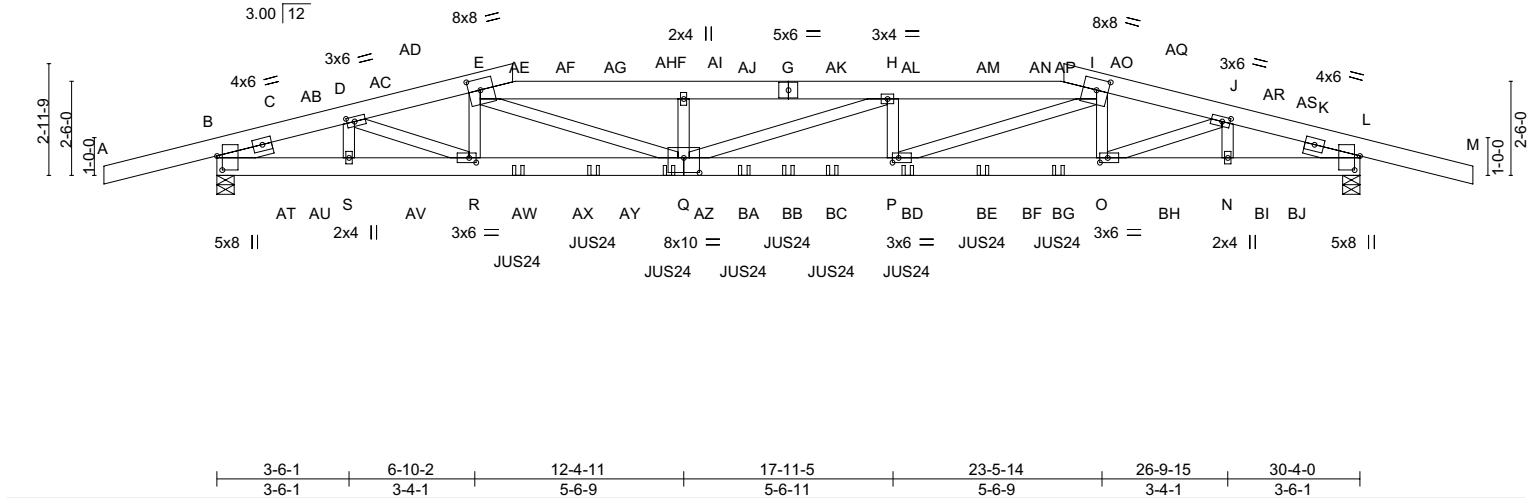 3.00 12
8x8 =
8x8 =
2x4 ||
5x6 =
3x4 =
3x6 =
AD
AQ
3x6 =
4x6 =
4x6 =
E AE AF AG AH F AI AJ G AK H AL AM AN AP I AO
C AB D AC
J AR AS K
B
L
A
M
2-11-9
2-6-0
1-0-0
1-0-0
2-6-0
S R Q P O N
AT AU AV AW AX AY AZ BA BB BC BD BE BF BG BH BI BJ
5x8 || 2x4 || 3x6 = JUS24 8x10 = JUS24 3x6 = JUS24 JUS24 3x6 = 2x4 || 5x8 ||
JUS24 JUS24 JUS24 JUS24 JUS24
3-6-1 6-10-2 12-4-11 17-11-5 23-5-14 26-9-15 30-4-0
3-6-1 3-4-1 5-6-9 5-6-11 5-6-9 3-4-1 3-6-1